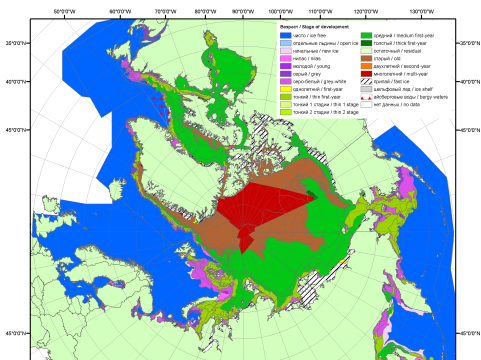 50°0'0"W
60°0'0"W
70°0'0"W
80°0'0"W
90°0'0"W
100°0'0"W
110°0'0"W
120°0'0"W
130°0'0"W
35°0'0"N
40°0'0"N
45°0'0"N
45°0'0"N
35°0'0"N
40°0'0"N
45°0'0"N
45°0'0"N
Возраст / Stage of development
чисто / ice free
отдельные льдины / open ice
начальные / new ice
нилас / nilas
молодой / young
серый / grey
серо-белый / grey white
однолетний / first-year
тонкий / thin first-year
тонкий 1 стадии / thin 1 stage
тонкий 2 стадии / thin 2 stage
средний / medium first-year
толстый / thick first-year
остаточный / residual
старый / old
двухлетний / second-year
многолетний / multi-year
припай / fast ice
шельфовый лед / ice shelf
айсберговые воды / bergy waters
нет данных / no data